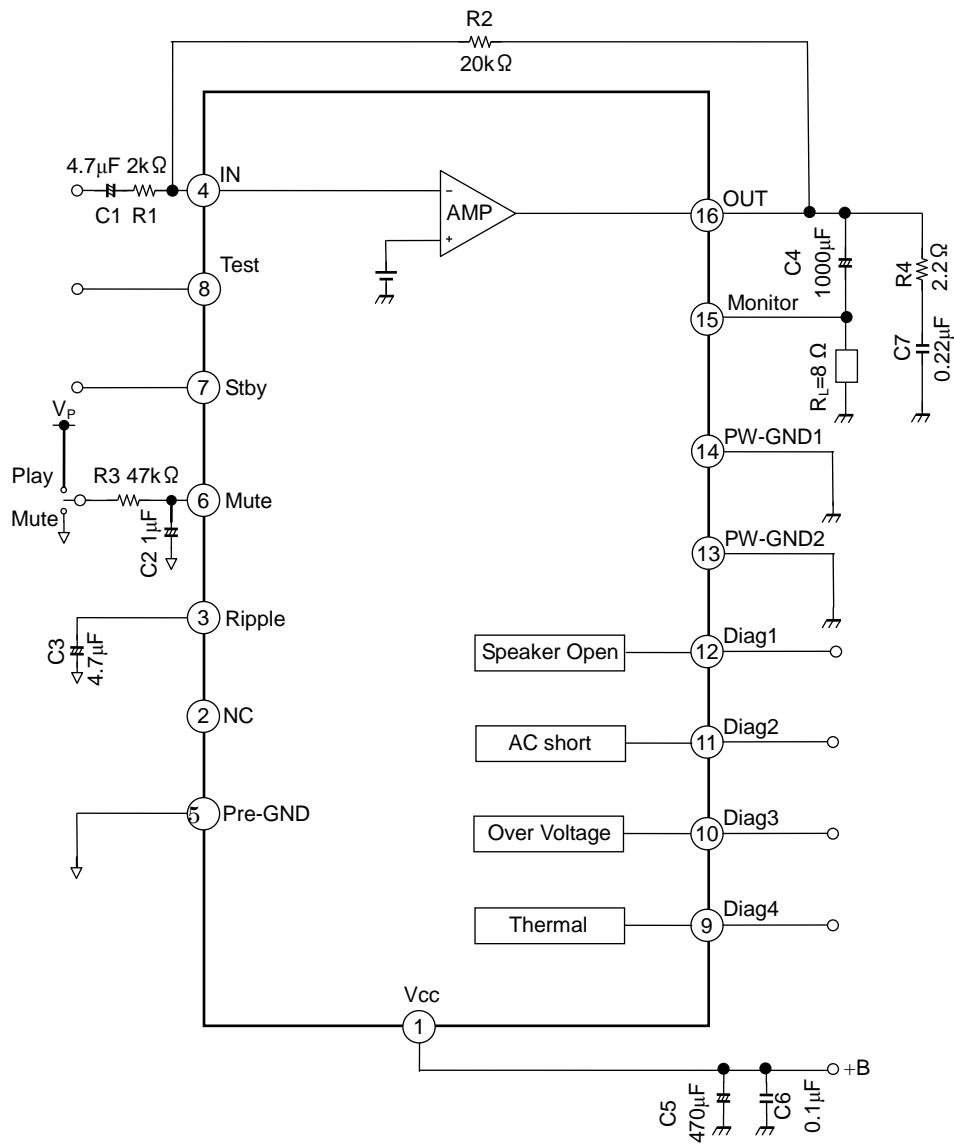 R2
20kΩ
4.7μF 2kΩ
C1 R1
IN
4
AMP
−
+
OUT
16
C4
1000μF
R4
2.2Ω
Test
8
Monitor
15
C7
0.22μF
RL=8 Ω
Stby
7
VP
Play
Mute
R3 47kΩ
6
Mute
C2 1μF
PW-GND1
14
PW-GND2
13
3
Ripple
C3
4.7μF
Speaker Open
12
Diag1
2
NC
AC short
11
Diag2
5
Pre-GND
Over Voltage
10
Diag3
Thermal
9
Diag4
Vcc
1
+B
C5
470μF
C6
0.1μF